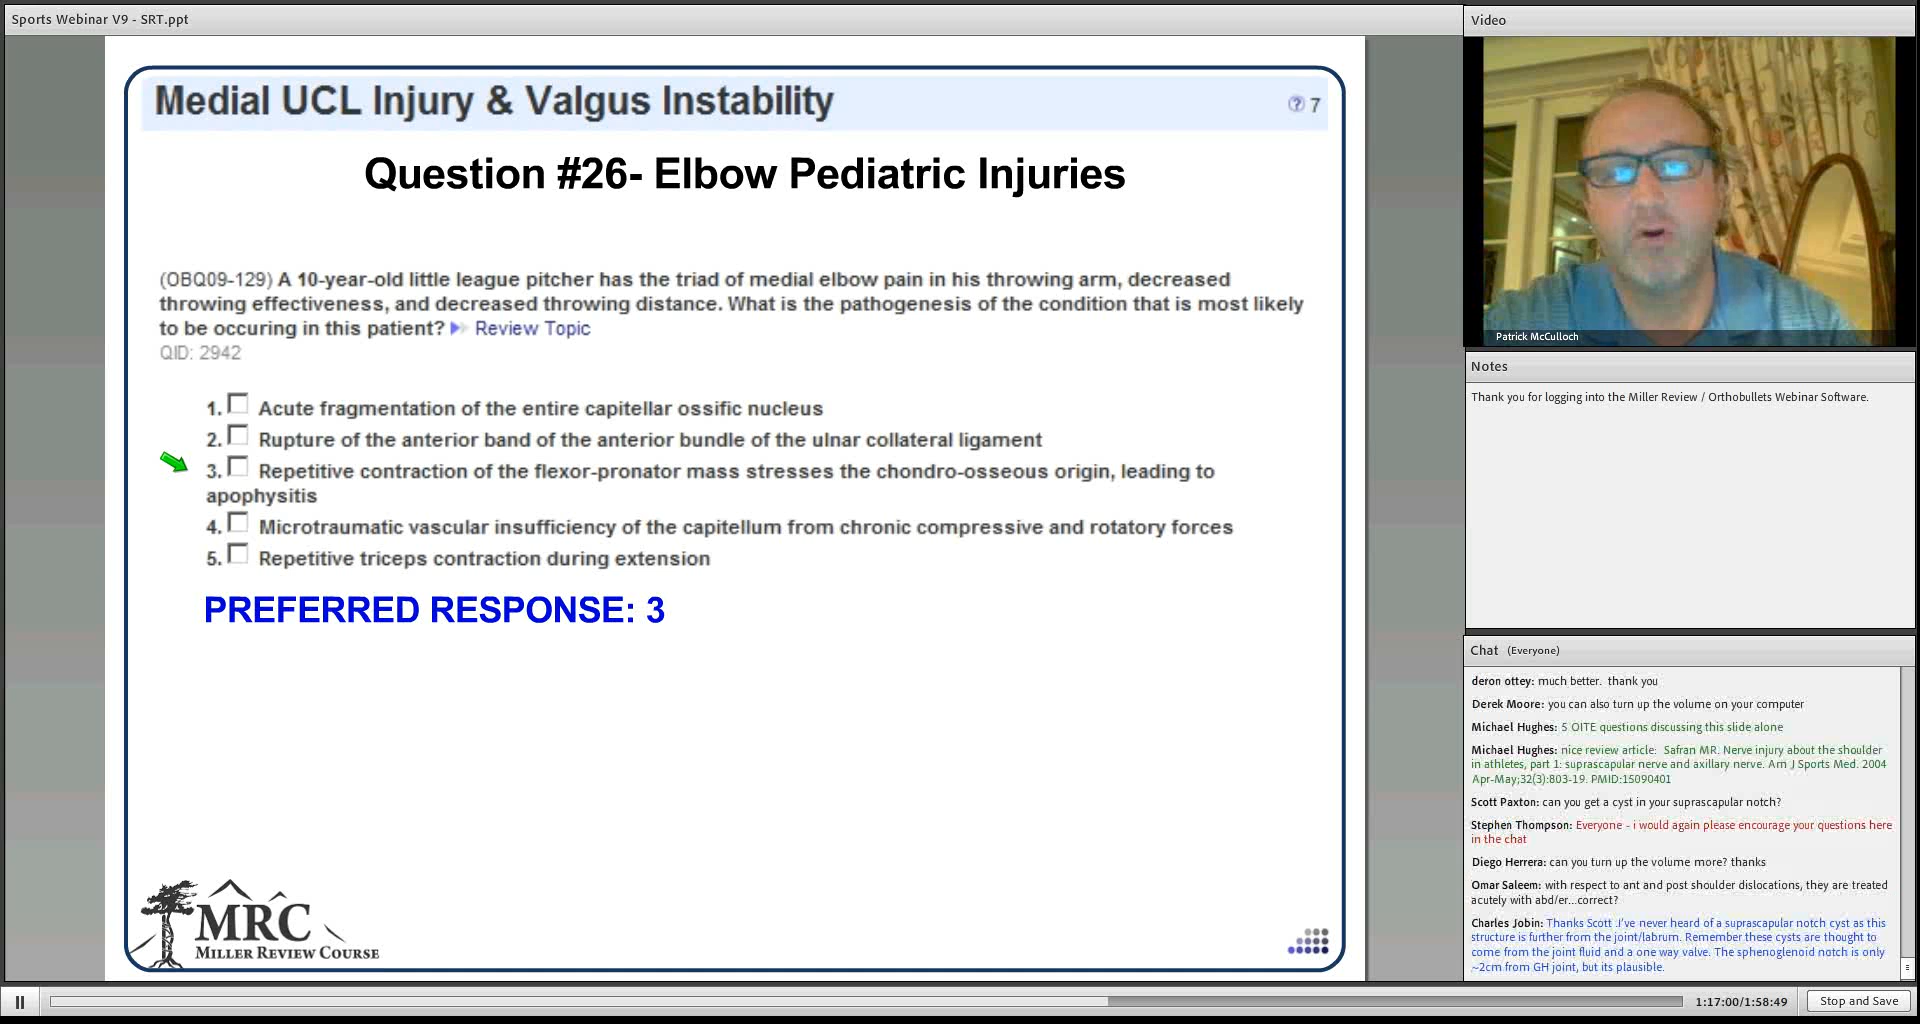 Sports Webinar V9 - SRT.ppt
Medial UCL Injury & Valgus Instability
7
Question #26- Elbow Pediatric Injuries
(OBQ09-129) A 10-year-old little league pitcher has the triad of medial elbow pain in his throwing arm, decreased
throwing effectiveness, and decreased throwing distance. What is the pathogenesis of the condition that is most likely
to be occuring in this patient? Review Topic
QID: 2942
1. Acute fragmentation of the entire capitellar ossific nucleus
2. Rupture of the anterior band of the anterior bundle of the ulnar collateral ligament
3. Repetitive contraction of the flexor-pronator mass stresses the chondro-osseous origin, leading to
apophysitis
4. Microtraumatic vascular insufficiency of the capitellum from chronic compressive and rotatory forces
5. Repetitive triceps contraction during extension
PREFERRED RESPONSE: 3
MRC
MILLER REVIEW COURSE
Video
Patrick McCulloch
Notes
Thank you for logging into the Miller Review / Orthobullets Webinar Software.
Chat (Everyone)
deron ottey: much better. thank you
Derek Moore: you can also turn up the volume on your computer
Michael Hughes: 5 OITE questions discussing this slide alone
Michael Hughes: nice review article: Safran MR. Nerve injury about the shoulder
in athletes, part 1: suprascapular nerve and axillary nerve. Am J Sports Med. 2004
Apr-May;32(3):803-19. PMID:15090401
Scott Paxton: can you get a cyst in your suprascapular notch?
Stephen Thompson: Everyone - i would again please encourage your questions here
in the chat
Diego Herrera: can you turn up the volume more? thanks
Omar Saleem: with respect to ant and post shoulder dislocations, they are treated
acutely with abd/er...correct?
Charles Jobin: Thanks Scott .I've never heard of a suprascapular notch cyst as this
structure is further from the joint/labrum. Remember these cysts are thought to
come from the joint fluid and a one way valve. The sphenoglenoid notch is only
~2cm from GH joint, but its plausible.
1:17:00/1:58:49
Stop and Save